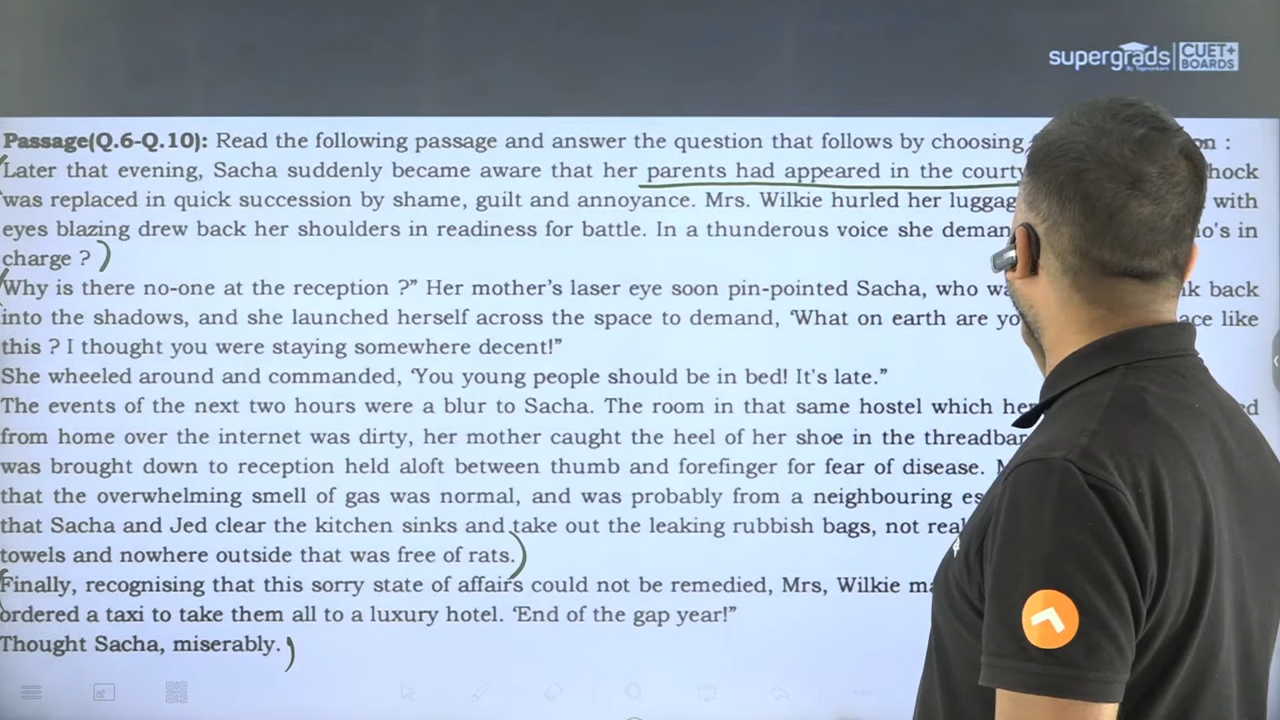 supergrads
By Toprankers
CUET+
BOARDS
Passage(Q.6-Q.10): Read the following passage and answer the question that follows by choosing :
Later that evening, Sacha suddenly became aware that her parents had appeared in the
was replaced in quick succession by shame, guilt and annoyance. Mrs. Wilkie hurled her with
eyes blazing drew back her shoulders in readiness for battle. In a thunderous voice she in
charge ?
Why is there no-one at the reception ?” Her mother’s laser eye soon pin-pointed Sacha, who back
into the shadows, and she launched herself across the space to demand, ‘What on earth are like
this ? I thought you were staying somewhere decent!”
She wheeled around and commanded, ‘You young people should be in bed! It's late.”
The events of the next two hours were a blur to Sacha. The room in that same hostel which
from home over the internet was dirty, her mother caught the heel of her shoe in the
was brought down to reception held aloft between thumb and forefinger for fear of disease.
that the overwhelming smell of gas was normal, and was probably from a neighbouring
that Sacha and Jed clear the kitchen sinks and take out the leaking rubbish bags, not
towels and nowhere outside that was free of rats.
Finally, recognising that this sorry state of affairs could not be remedied, Mrs, Wilkie
ordered a taxi to take them all to a luxury hotel. ‘End of the gap year!”
Thought Sacha, miserably.